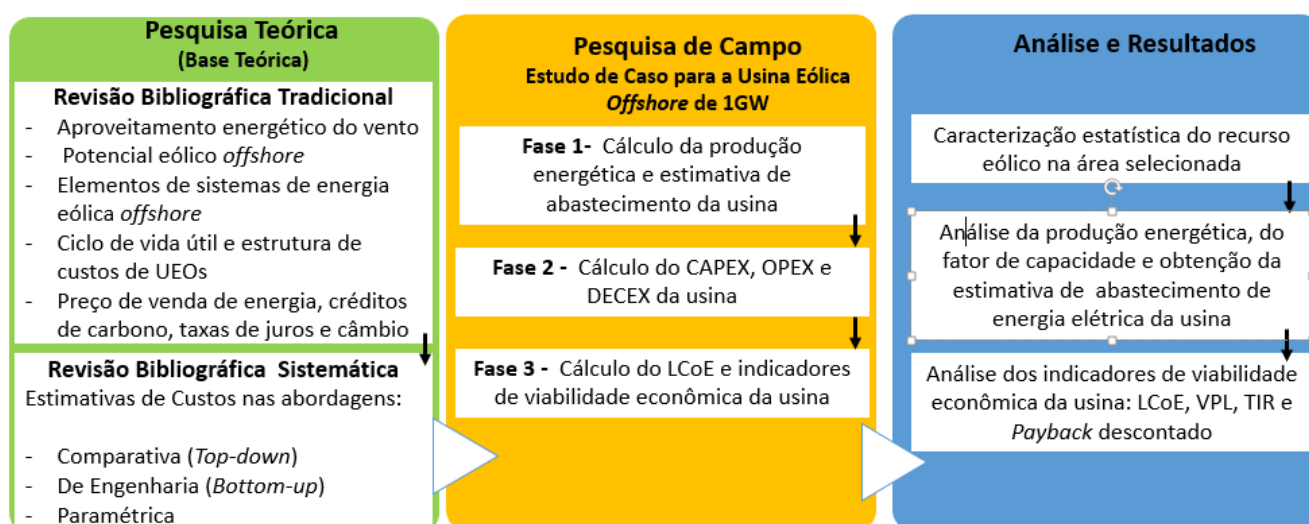 Pesquisa Teórica
(Base Teórica)
Revisão Bibliográfica Tradicional
- Aproveitamento energético do vento
- Potencial eólico offshore
- Elementos de sistemas de energia
eólica offshore
- Ciclo de vida útil e estrutura de
custos de UEOs
- Preço de venda de energia, créditos
de carbono, taxas de juros e câmbio
Revisão Bibliográfica Sistemática
Estimativas de Custos nas abordagens:
- Comparativa (Top-down)
- De Engenharia (Bottom-up)
- Paramétrica
Pesquisa de Campo
Estudo de Caso para a Usina Eólica
Offshore de 1GW
Fase 1- Cálculo da produção
energética e estimativa de
abastecimento da usina
Fase 2 - Cálculo do CAPEX, OPEX e
DECEX da usina
Fase 3 - Cálculo do LCoE e indicadores
de viabilidade econômica da usina
Análise e Resultados
Caracterização estatística do recurso
eólico na área selecionada
Análise da produção energética, do
fator de capacidade e obtenção da
estimativa de abastecimento de
energia elétrica da usina
Análise dos indicadores de viabilidade
econômica da usina: LCoE, VPL, TIR e
Payback descontado